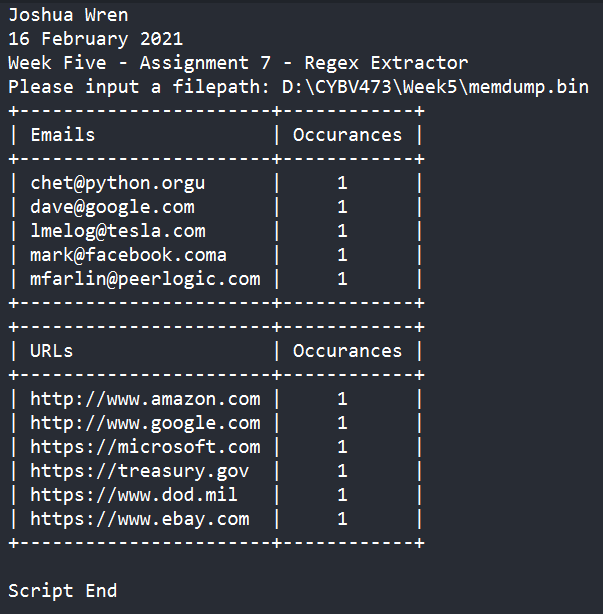 Joshua Wren
16 February 2021
Week Five - Assignment 7 - Regex Extractor
Please input a filepath: D:\CYBV473\Week5\memdump.bin
+-----------------------+------------+
| Emails                | Occurances |
+-----------------------+------------+
| chet@python.orgu      |     1      |
| dave@google.com       |     1      |
| lmelog@tesla.com      |     1      |
| mark@facebook.coma    |     1      |
| mfarlin@peerlogic.com |     1      |
+-----------------------+------------+
+-----------------------+------------+
| URLs                  | Occurances |
+-----------------------+------------+
| http://www.amazon.com |     1      |
| http://www.google.com |     1      |
| https://microsoft.com |     1      |
| https://treasury.gov  |     1      |
| https://www.dod.mil   |     1      |
| https://www.ebay.com  |     1      |
+-----------------------+------------+
Script End